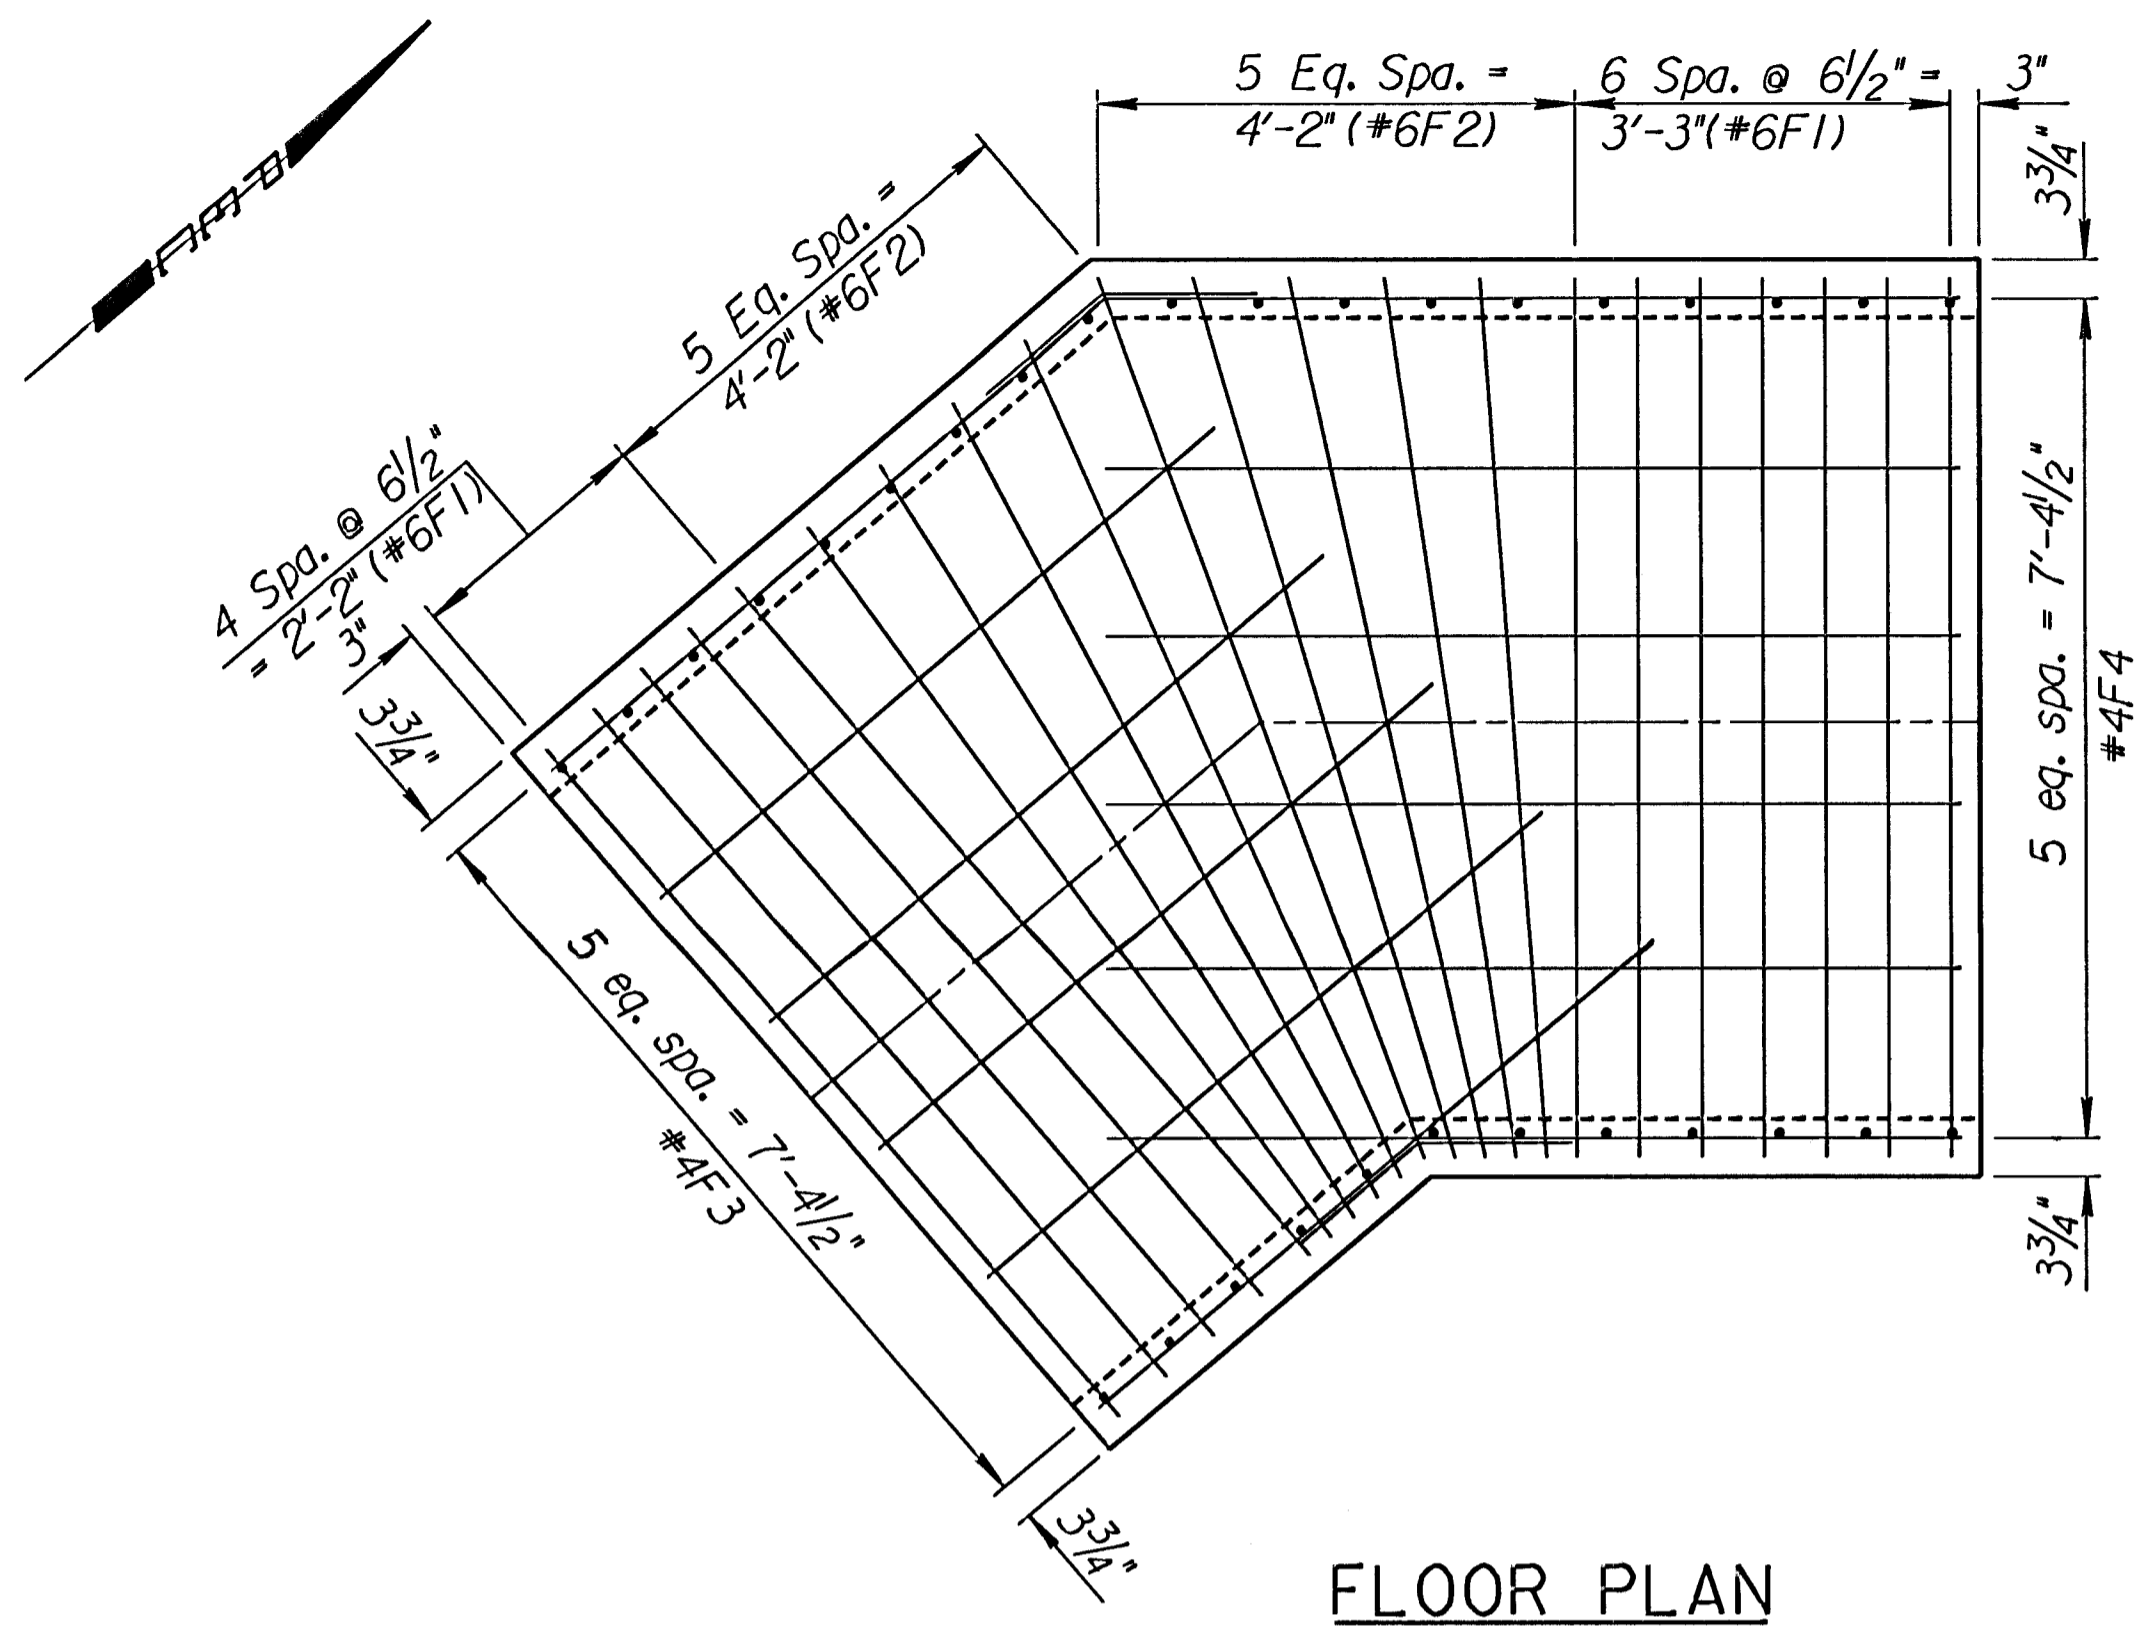 5 Eq. Spa. =
4'-2" (#6F2)
6 Spa. @ 6½" =
3'-3"(#6F1)
3"
3¾"
5 Eq. Spa. =
4'-2" (#6F2)
4 Spa. @ 6½"
= 2'-2" (#6F1)
3"
3¾"
5 eq. spa. = 7'-4½"
#4F4
5 eq. spa. = 7'-4½"
#4F3
3¾"
3¾"
FLOOR PLAN